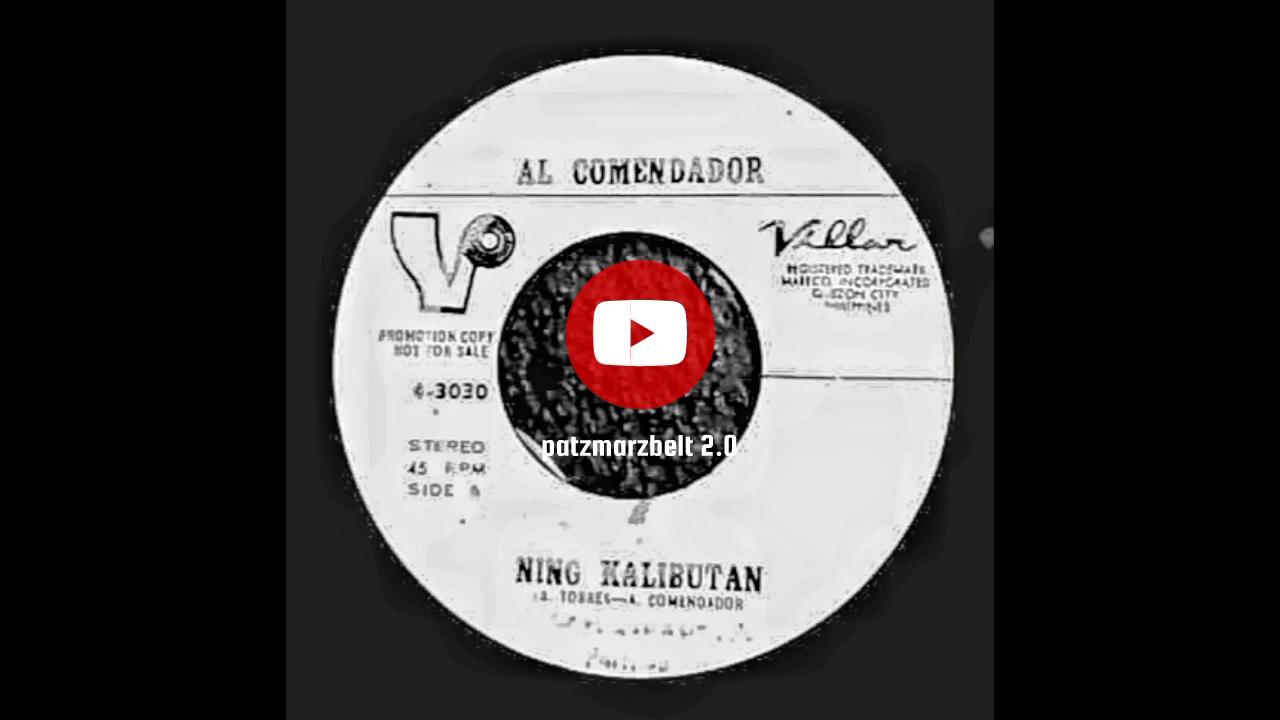 AL COMENDADOR
Villar
REGISTERED TRADEMARK
MARECO, INCORPORATED
QUEZON CITY
PHILIPPINES
PROMOTION COPY
NOT FOR SALE
4-3030
STEREO
45 RPM
SIDE
patzmarzbelt 2.0
NING KALIBUTAN
TORRES—A. COMENDADOR